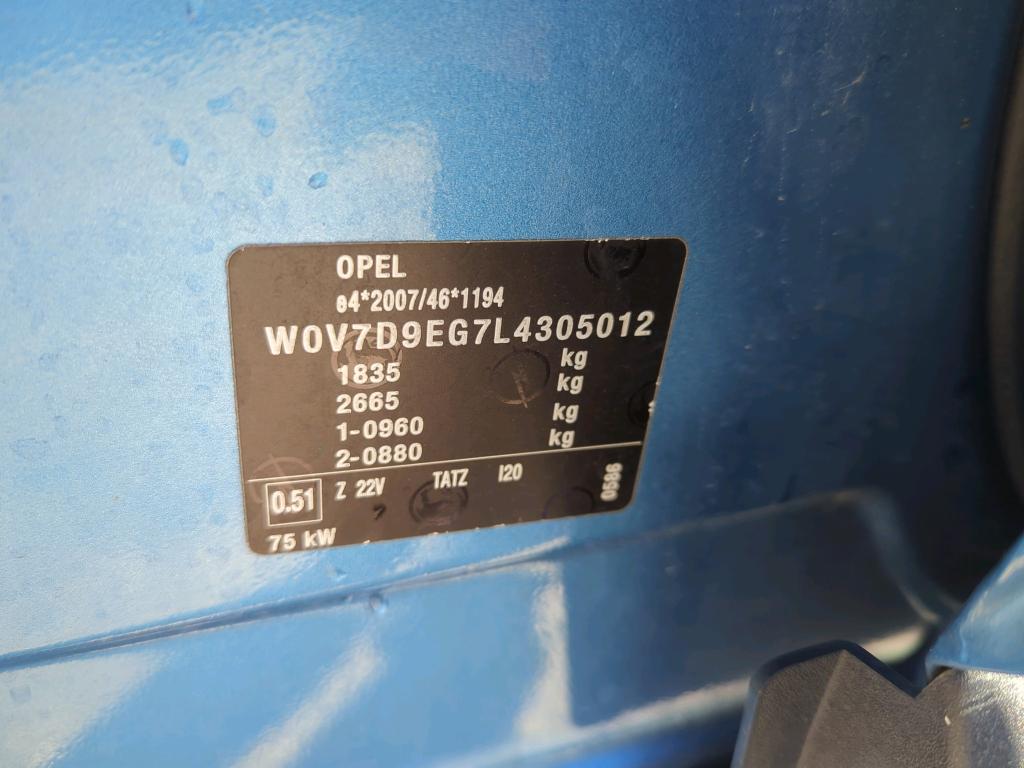 OPEL
e4*2007/46*1194
W0V7D9EG7L4305012
1835 kg
2665 kg
1-0960 kg
2-0880 kg
0.51 Z 22V TATZ I20 0586
75 kW